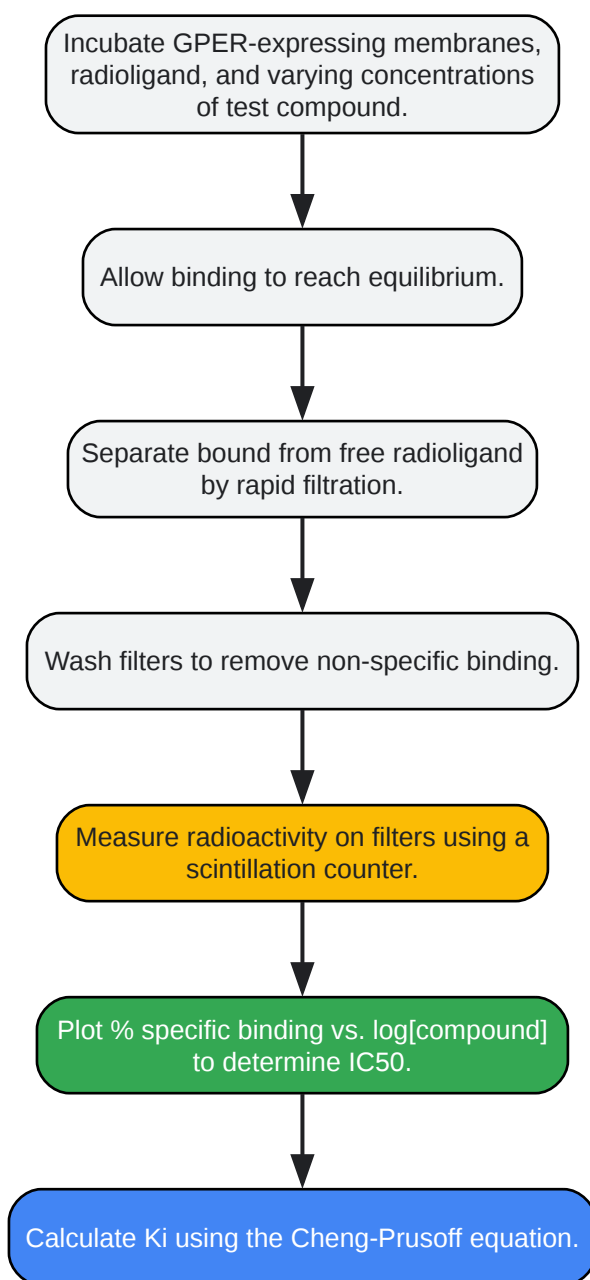 Incubate GPER-expressing membranes,
radioligand, and varying concentrations
of test compound.
Allow binding to reach equilibrium.
Separate bound from free radioligand
by rapid filtration.
Wash filters to remove non-specific binding.
Measure radioactivity on filters using a
scintillation counter.
Plot % specific binding vs. log[compound]
to determine IC50.
Calculate Ki using the Cheng-Prusoff equation.